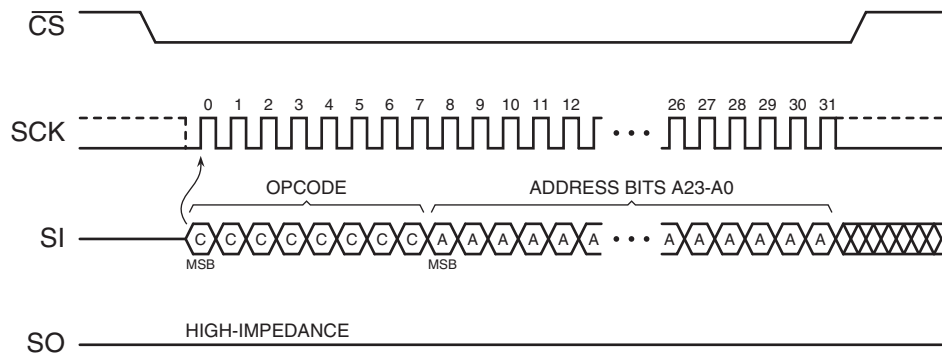 CS
0 1 2 3 4 5 6 7 8 9 10 11 12 26 27 28 29 30 31
SCK
OPCODE ADDRESS BITS A23-A0
SI C C C C C C C C A A A A A A A A A A A A
MSB MSB
HIGH-IMPEDANCE
SO